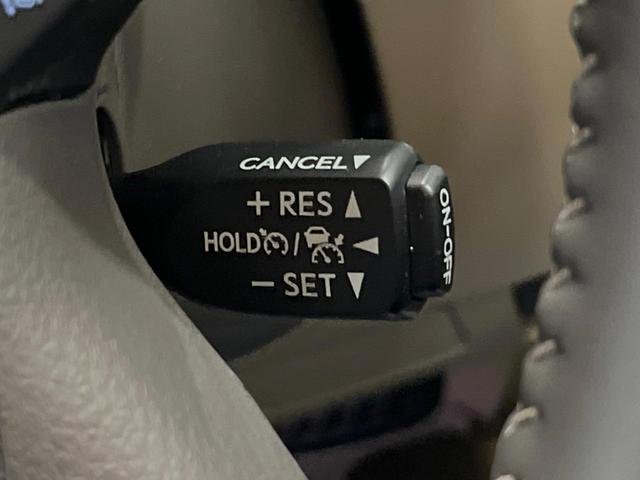 CANCEL▼
+ RES ▲
HOLD / ◀
− SET ▼
ON-OFF